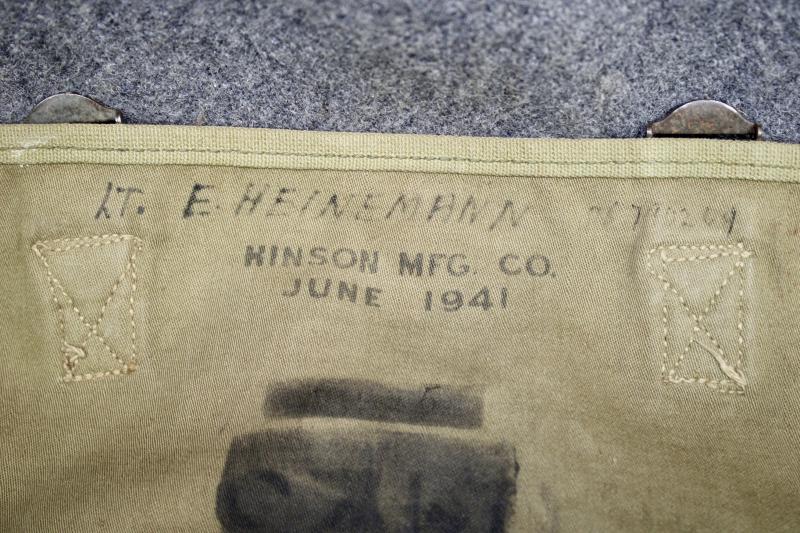 LT. E. HEINEMANN
HINSON MFG. CO.
JUNE 1941